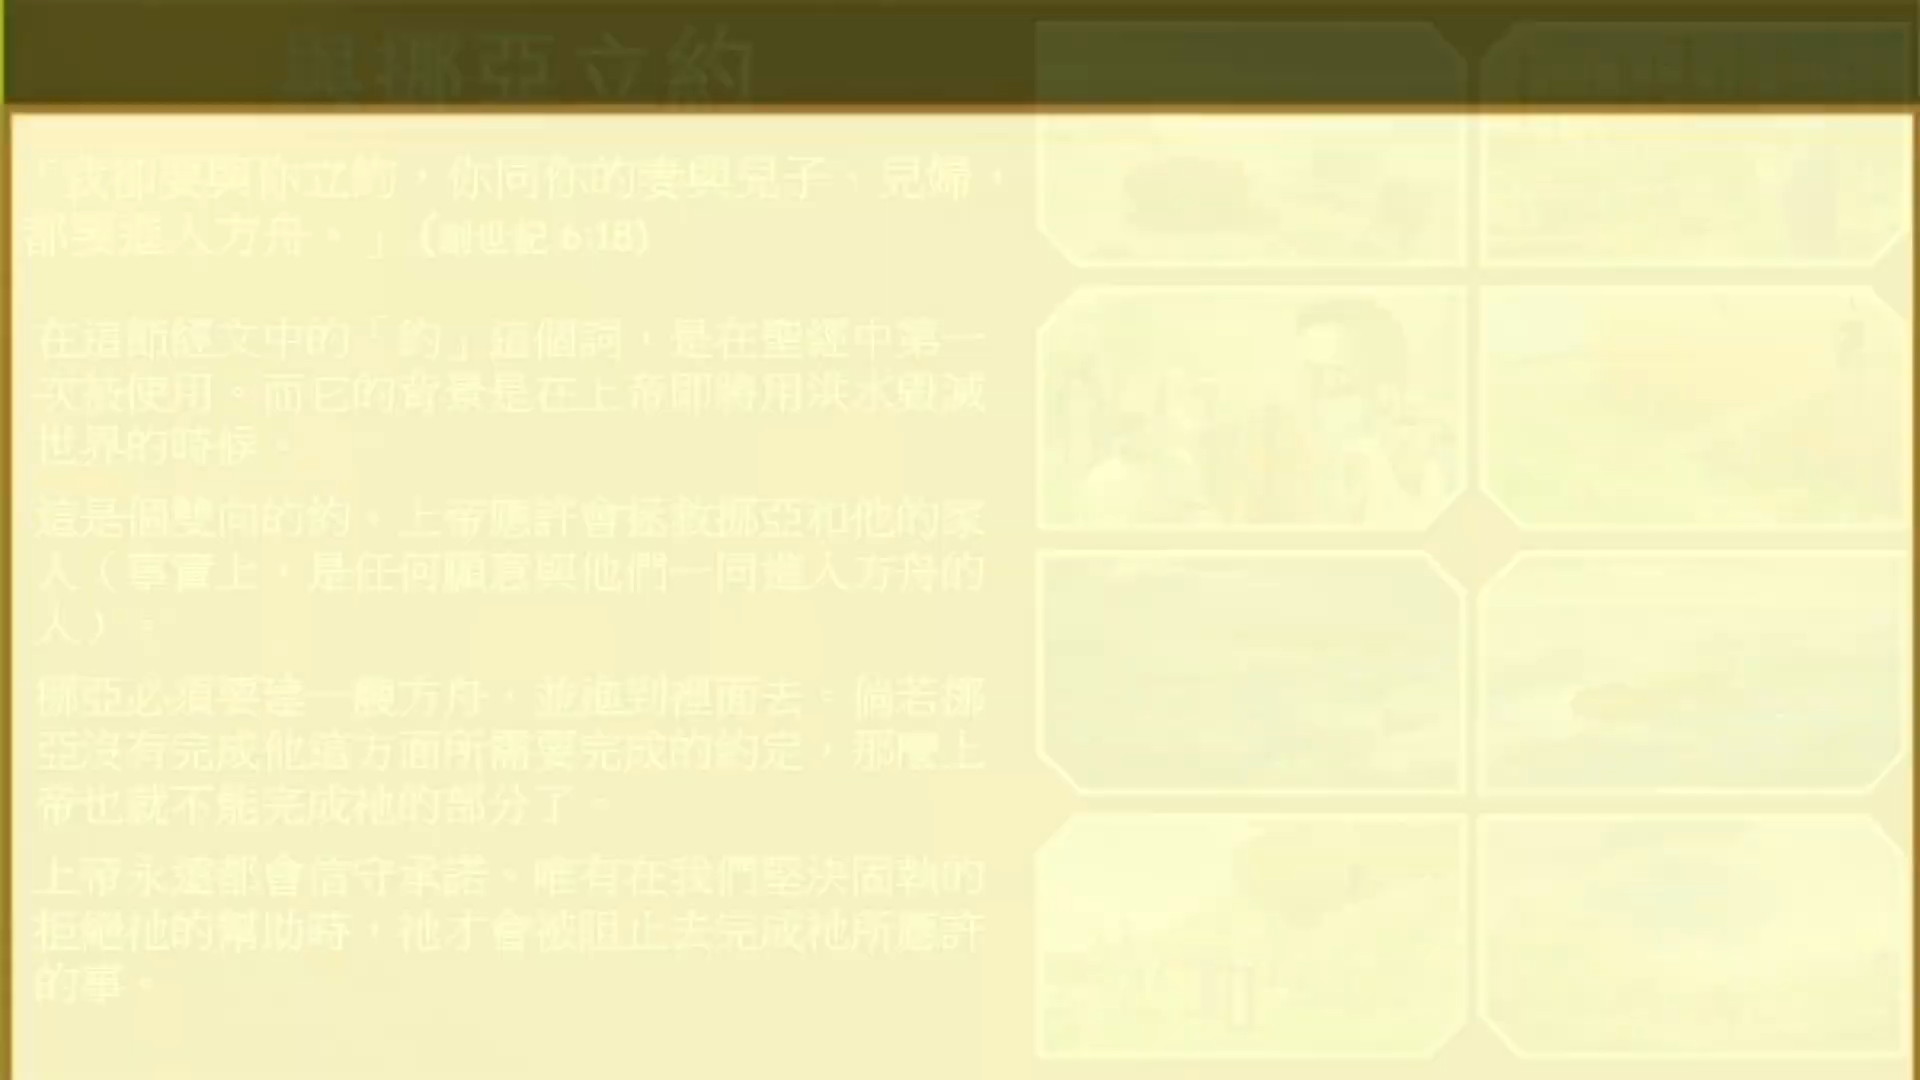 與挪亞立約
「我卻要與你立約，你同你的妻與兒子、兒婦，
都要進入方舟。」(創世記 6:18)
在這節經文中的「約」這個詞，是在聖經中第一
次被使用。而它的背景是在上帝即將用洪水毀滅
世界的時候。
這是個雙向的約。上帝應許會拯救挪亞和他的家
人（事實上，是任何願意與他們一同進入方舟的
人）。
挪亞必須要建一艘方舟，並進到裡面去。倘若挪
亞沒有完成他這方面所需要完成的約定，那麼上
帝也就不能完成祂的部分了。
上帝永遠都會信守承諾。唯有在我們堅決固執的
拒絕祂的幫助時，祂才會被阻止去完成祂所應許
的事。